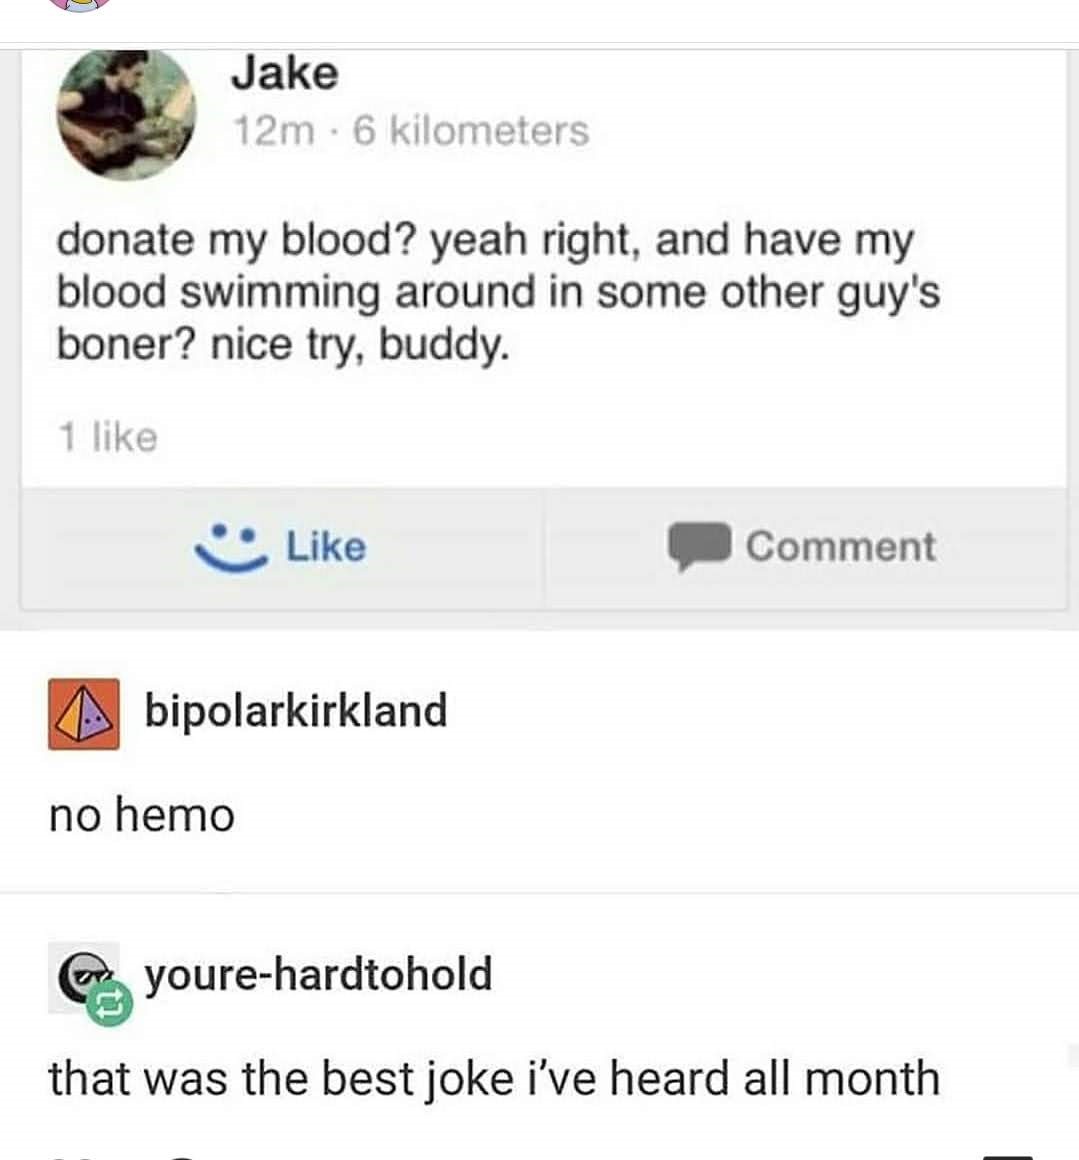 Jake
12m · 6 kilometers
donate my blood? yeah right, and have my
blood swimming around in some other guy's
boner? nice try, buddy.
1 like
Like
Comment
bipolarkirkland
no hemo
youre-hardtohold
that was the best joke i've heard all month